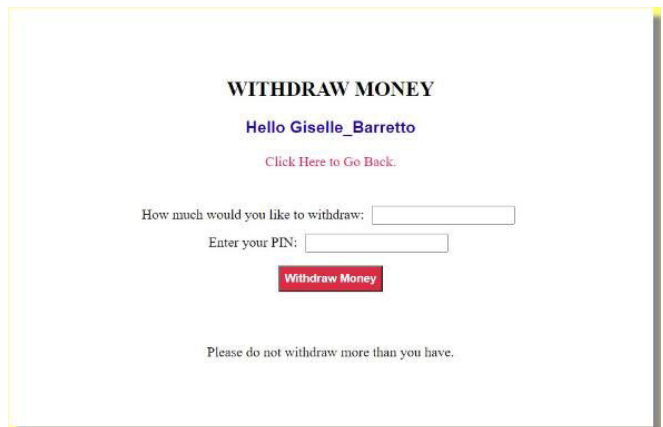 WITHDRAW MONEY
Hello Giselle_Barretto
Click Here to Go Back.
How much would you like to withdraw:
Enter your PIN:
Withdraw Money
Please do not withdraw more than you have.